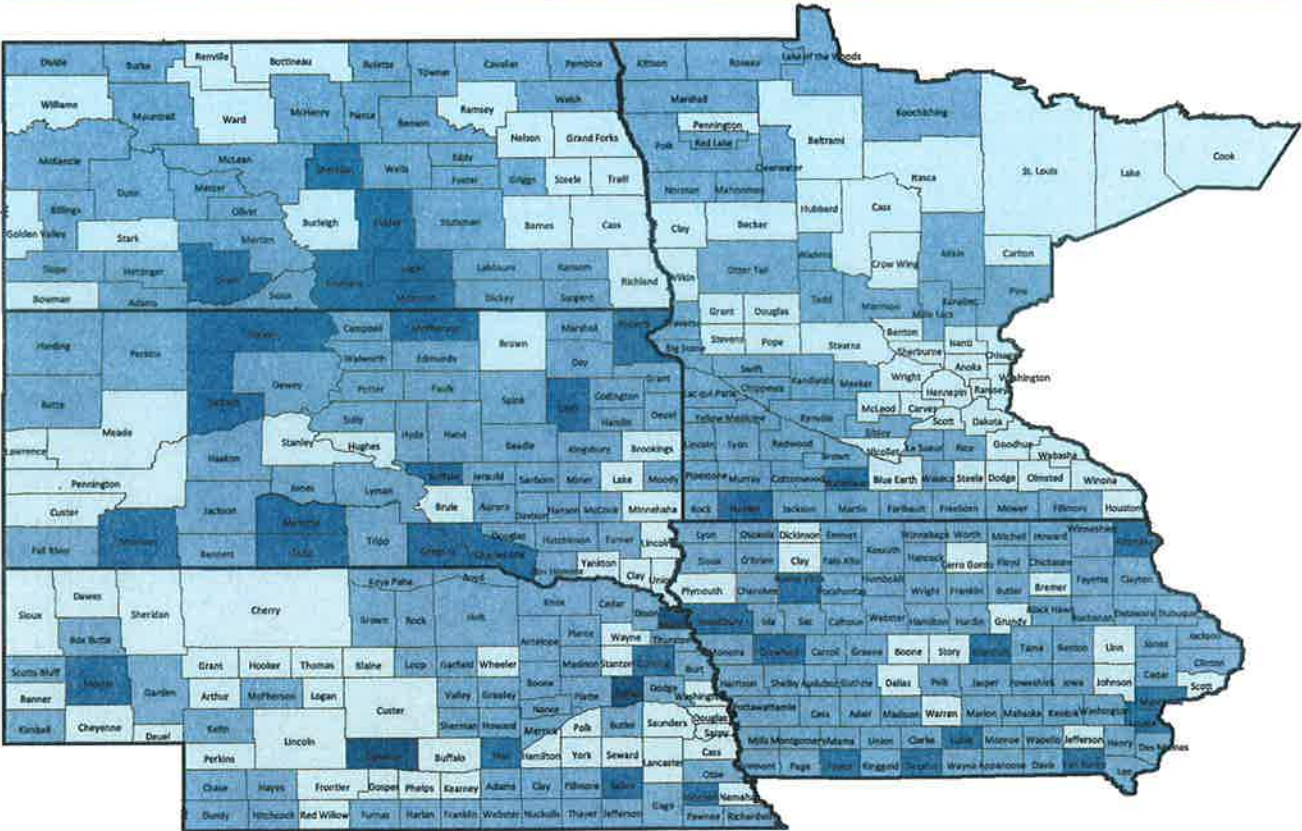 Divide Burke Renville Bottineau Rolette Towner Cavalier Pembina Kittson Roseau Lake of the Woods
Williams Mountrail Ward McHenry Pierce Benson Ramsey Walsh Marshall Pennington Beltrami Koochiching
Nelson Grand Forks Polk Red Lake Clearwater Itasca St. Louis Lake Cook
McKenzie Dunn McLean Mercer Sheridan Wells Eddy Foster Griggs Steele Traill Norman Mahnomen
Billings Oliver Burleigh Kidder Stutsman Barnes Cass Clay Becker Hubbard Cass
Golden Valley Stark Morton Wadena Crow Wing Aitkin Carlton
Slope Hettinger Grant Sioux Emmons Logan LaMoure Ransom Richland Wilkin Otter Tail
Bowman Adams McIntosh Dickey Sargent Todd Morrison Mille Lacs Kanabec Pine
Grant Douglas
Harding Perkins Corson Campbell McPherson Brown Marshall Roberts Stevens Pope Stearns Benton Isanti
Walworth Edmunds Day Big Stone Sherburne Anoka Washington
Dewey Potter Faulk Grant Swift Kandiyohi Meeker Wright Hennepin Ramsey
Butte Meade Ziebach Sully Hyde Hand Spink Clark Codington Hamlin Deuel Lac qui Parle Chippewa McLeod Carver Scott Dakota
Lawrence Haakon Stanley Hughes Beadle Kingsbury Brookings Yellow Medicine Renville Sibley
Lincoln Lyon Redwood Brown Nicollet Le Sueur Rice Goodhue Wabasha
Pennington Jones Lyman Buffalo Jerauld Sanborn Miner Lake Moody Pipestone Murray Cottonwood Blue Earth Waseca Steele Dodge Olmsted Winona
Custer Jackson Brule Aurora Davison Hanson McCook Minnehaha Rock Jackson Martin Faribault Freeborn Mower Fillmore Houston
Fall River Bennett Mellette Todd Tripp Gregory Charles Mix Douglas Hutchinson Turner Lincoln
Yankton Clay Union
Lyon Osceola Dickinson Emmet Winnebago Worth Mitchell Howard Winneshiek
Sioux O'Brien Clay Palo Alto Kossuth Hancock Cerro Gordo Floyd Chickasaw
Plymouth Cherokee Pocahontas Humboldt Wright Franklin Butler Bremer Fayette Clayton
Sioux Dawes Sheridan Cherry Keya Paha Boyd Knox Cedar Dixon
Box Butte Brown Rock Holt Antelope Pierce Wayne Thurston
Woodbury Ida Sac Calhoun Webster Hamilton Hardin Grundy Black Hawk Buchanan Delaware Dubuque
Scotts Bluff Grant Hooker Thomas Blaine Loup Garfield Wheeler Boone Madison Stanton Burt
Monona Crawford Carroll Greene Boone Story Marshall Tama Benton Linn Jones Jackson
Banner Morrill Garden Arthur McPherson Logan Custer Valley Greeley Platte Dodge Washington
Harrison Shelby Audubon Guthrie Dallas Polk Jasper Poweshiek Iowa Johnson Cedar Clinton Scott
Kimball Cheyenne Deuel Keith Lincoln Sherman Howard Nance Merrick Polk Butler Saunders Douglas Sarpy
Pottawattamie Cass Adair Madison Warren Marion Mahaska Keokuk Washington
Perkins Buffalo Hall Hamilton York Seward Lancaster Cass Otoe
Mills Montgomery Adams Union Clarke Lucas Monroe Wapello Jefferson Henry Des Moines
Chase Hayes Frontier Gosper Phelps Kearney Adams Clay Fillmore Saline Gage Johnson Nemaha
Page Taylor Ringgold Wayne Appanoose Davis Van Buren Lee
Dundy Hitchcock Red Willow Furnas Harlan Franklin Webster Nuckolls Thayer Jefferson Pawnee Richardson